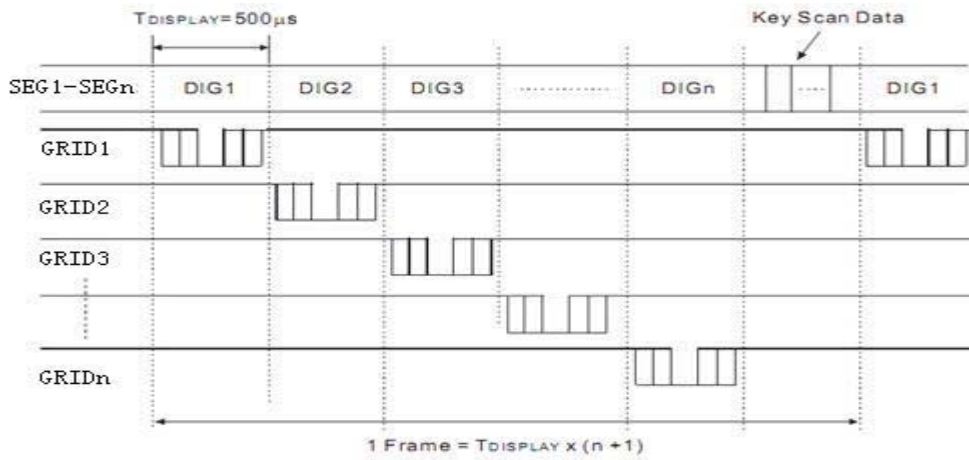 TDISPLAY=500μs
Key Scan Data
SEG1-SEGn DIG1 DIG2 DIG3 ............... DIGn ..... DIG1
GRID1
GRID2
GRID3
GRIDn
1 Frame = TDISPLAY x (n +1)